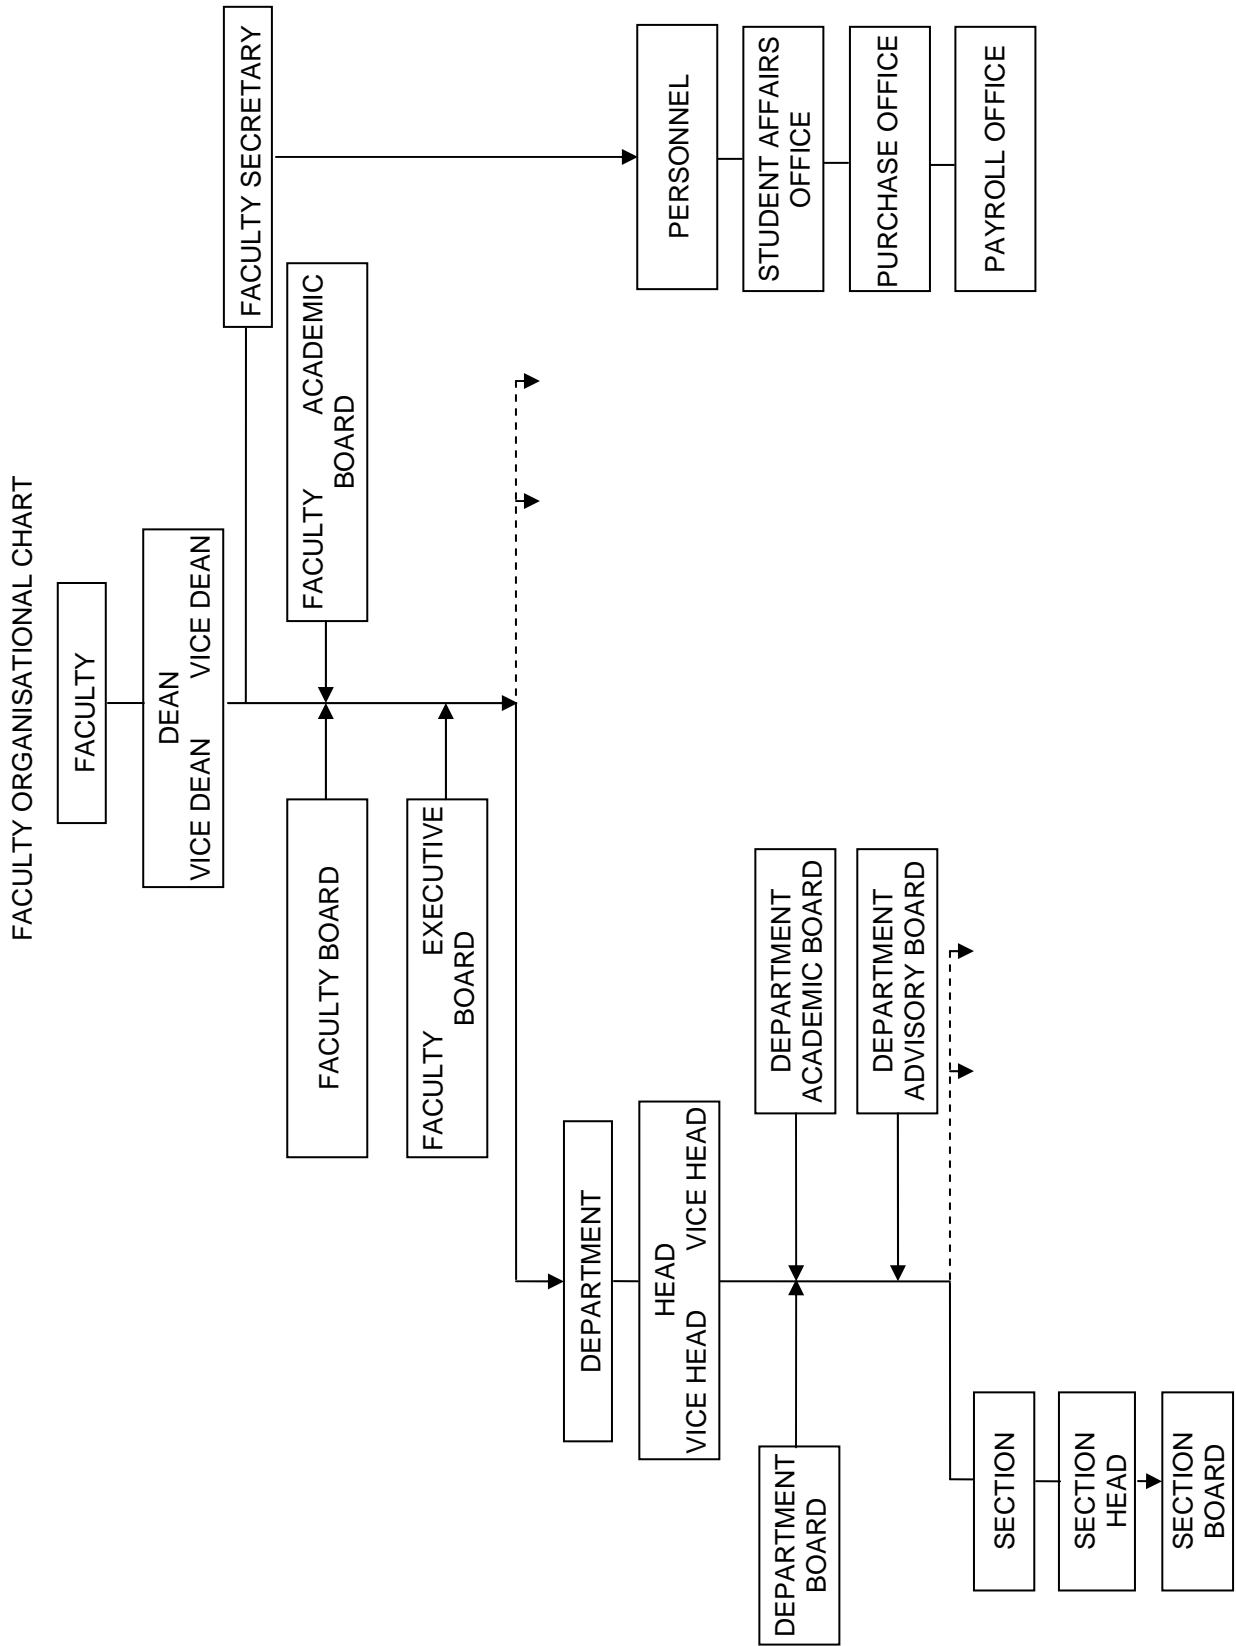 FACULTY ORGANISATIONAL CHART
FACULTY
DEAN
VICE DEAN VICE DEAN
FACULTY SECRETARY
FACULTY BOARD
FACULTY ACADEMIC
BOARD
FACULTY EXECUTIVE
BOARD
DEPARTMENT
HEAD
VICE HEAD VICE HEAD
PERSONNEL
STUDENT AFFAIRS
OFFICE
PURCHASE OFFICE
PAYROLL OFFICE
DEPARTMENT
BOARD
DEPARTMENT
ACADEMIC BOARD
DEPARTMENT
ADVISORY BOARD
SECTION
SECTION
HEAD
SECTION
BOARD